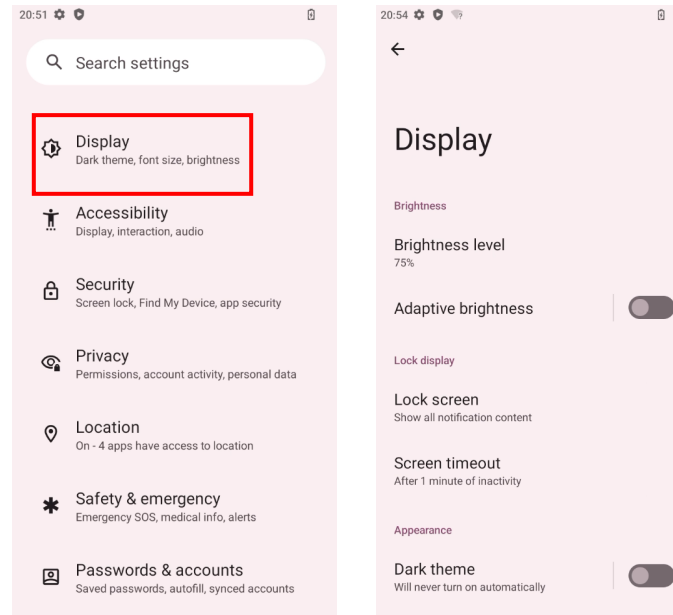 20:51
Search settings
Display
Dark theme, font size, brightness
Accessibility
Display, interaction, audio
Security
Screen lock, Find My Device, app security
Privacy
Permissions, account activity, personal data
Location
On - 4 apps have access to location
Safety & emergency
Emergency SOS, medical info, alerts
Passwords & accounts
Saved passwords, autofill, synced accounts
20:54
Display
Brightness
Brightness level
75%
Adaptive brightness
Lock display
Lock screen
Show all notification content
Screen timeout
After 1 minute of inactivity
Appearance
Dark theme
Will never turn on automatically